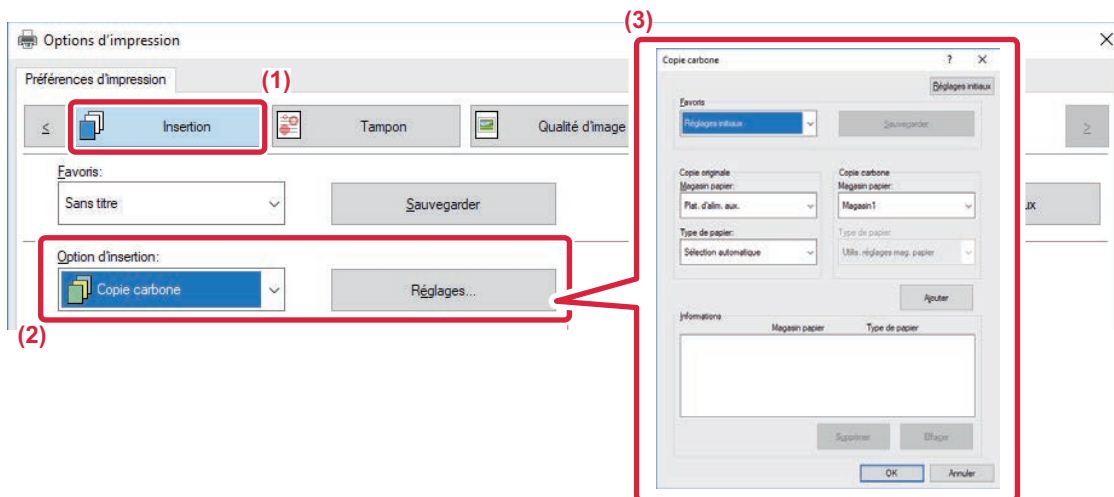 (3)
Options d'impression
Préférences d'impression
(1)
<
Insertion
Tampon
Qualité d'image
>
Favoris:
Sans titre
Sauvegarder
ux
Option d'insertion:
Copie carbone
Réglages...
(2)
Copie carbone
?
Réglages initiaux
Favoris
Réglages initiaux
Sauvegarder
Copie originale
Copie carbone
Magasin papier:
Magasin papier:
Plat. d'alim. aux.
Magasin1
Type de papier:
Type de papier:
Sélection automatique
Utilis. réglages mag. papier
Ajouter
Informations
Magasin papier
Type de papier
Supprimer
Effacer
OK
Annuler